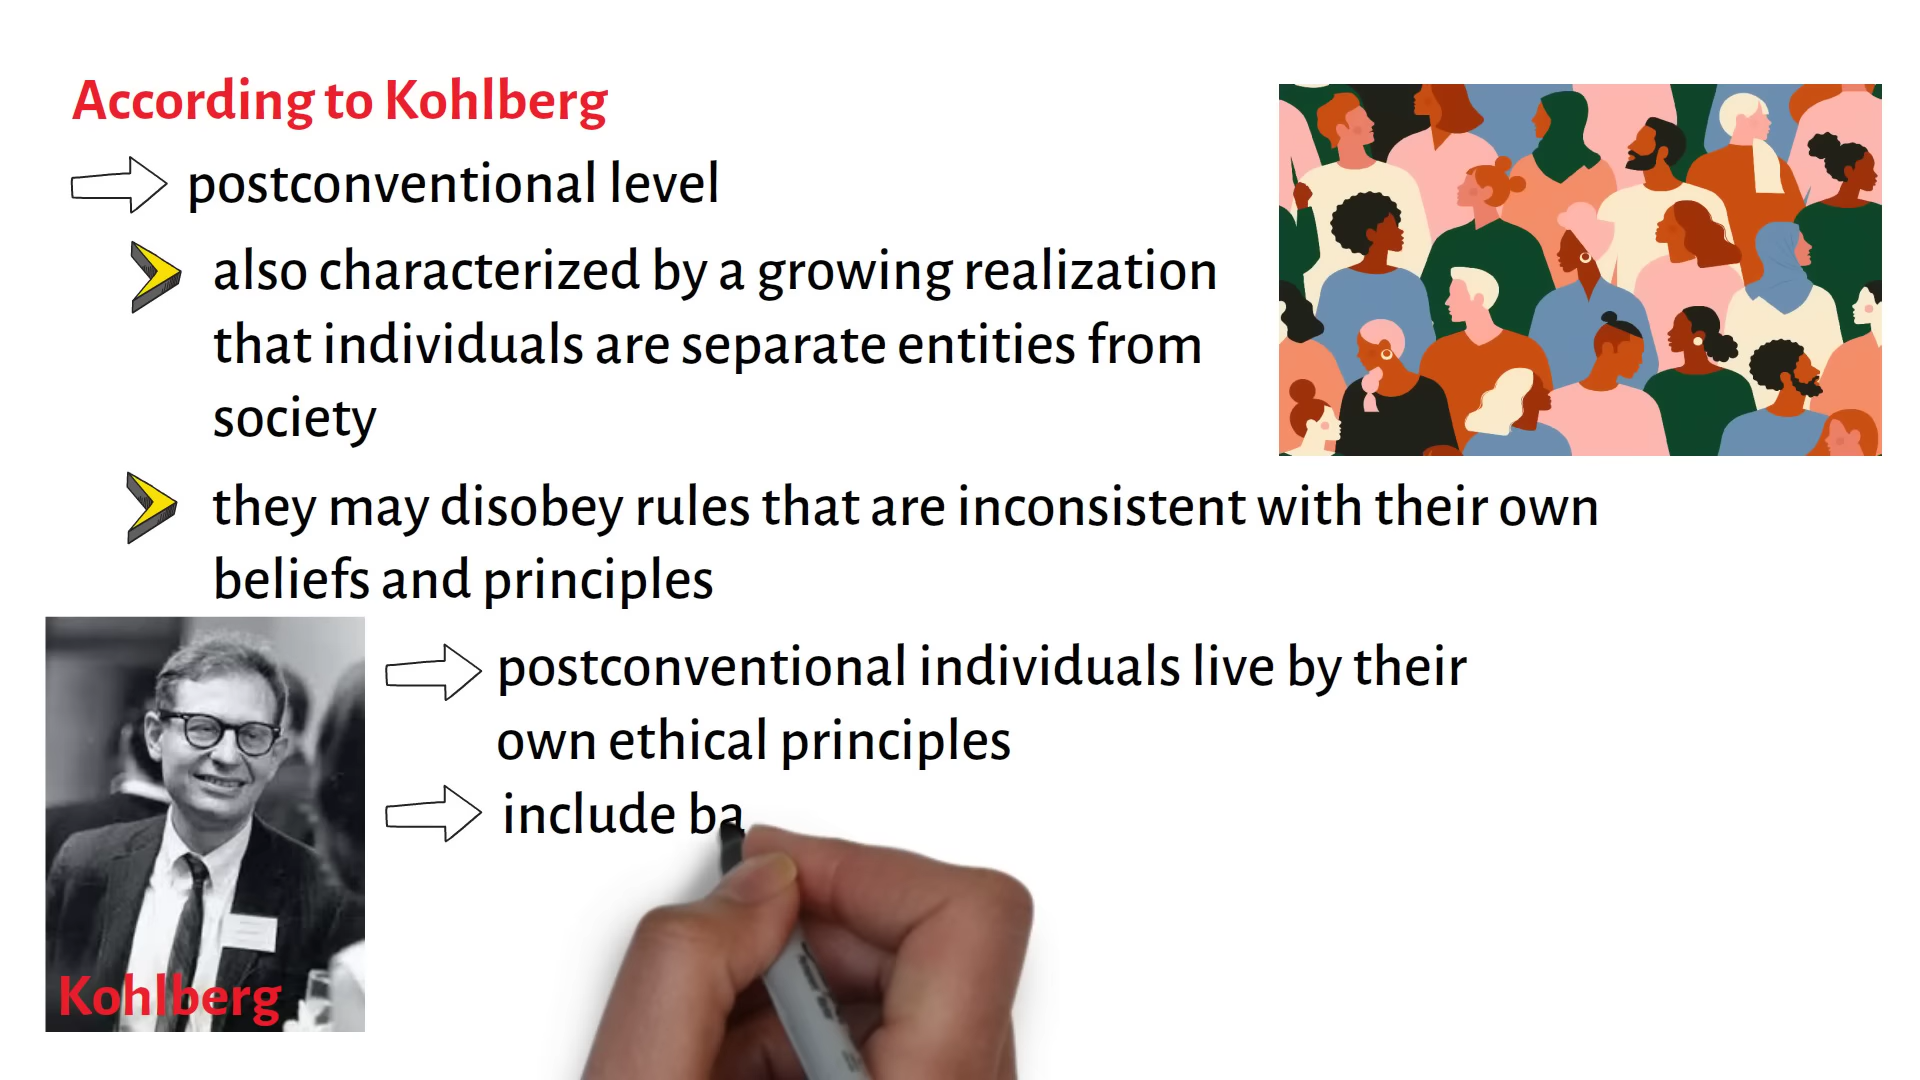 According to Kohlberg
postconventional level
also characterized by a growing realization
that individuals are separate entities from
society
they may disobey rules that are inconsistent with their own
beliefs and principles
postconventional individuals live by their
own ethical principles
include ba
Kohlberg